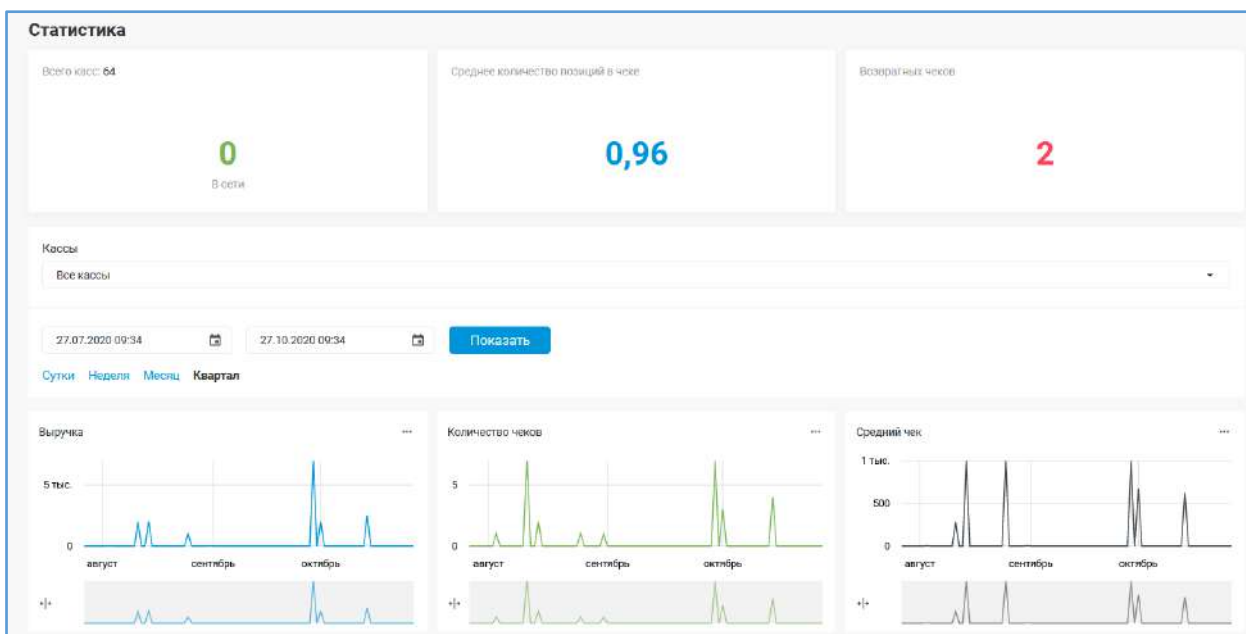 Статистика
Всего касс: 64
Среднее количество позиций в чеке
Возвратных чеков
0
0,96
2
В сети
Кассы
Все кассы
27.07.2020 09:34
27.10.2020 09:34
Показать
Сутки Неделя Месяц Квартал
Выручка
5 тыс.
0
август сентябрь октябрь
Количество чеков
5
0
август сентябрь октябрь
Средний чек
1 тыс.
500
0
август сентябрь октябрь